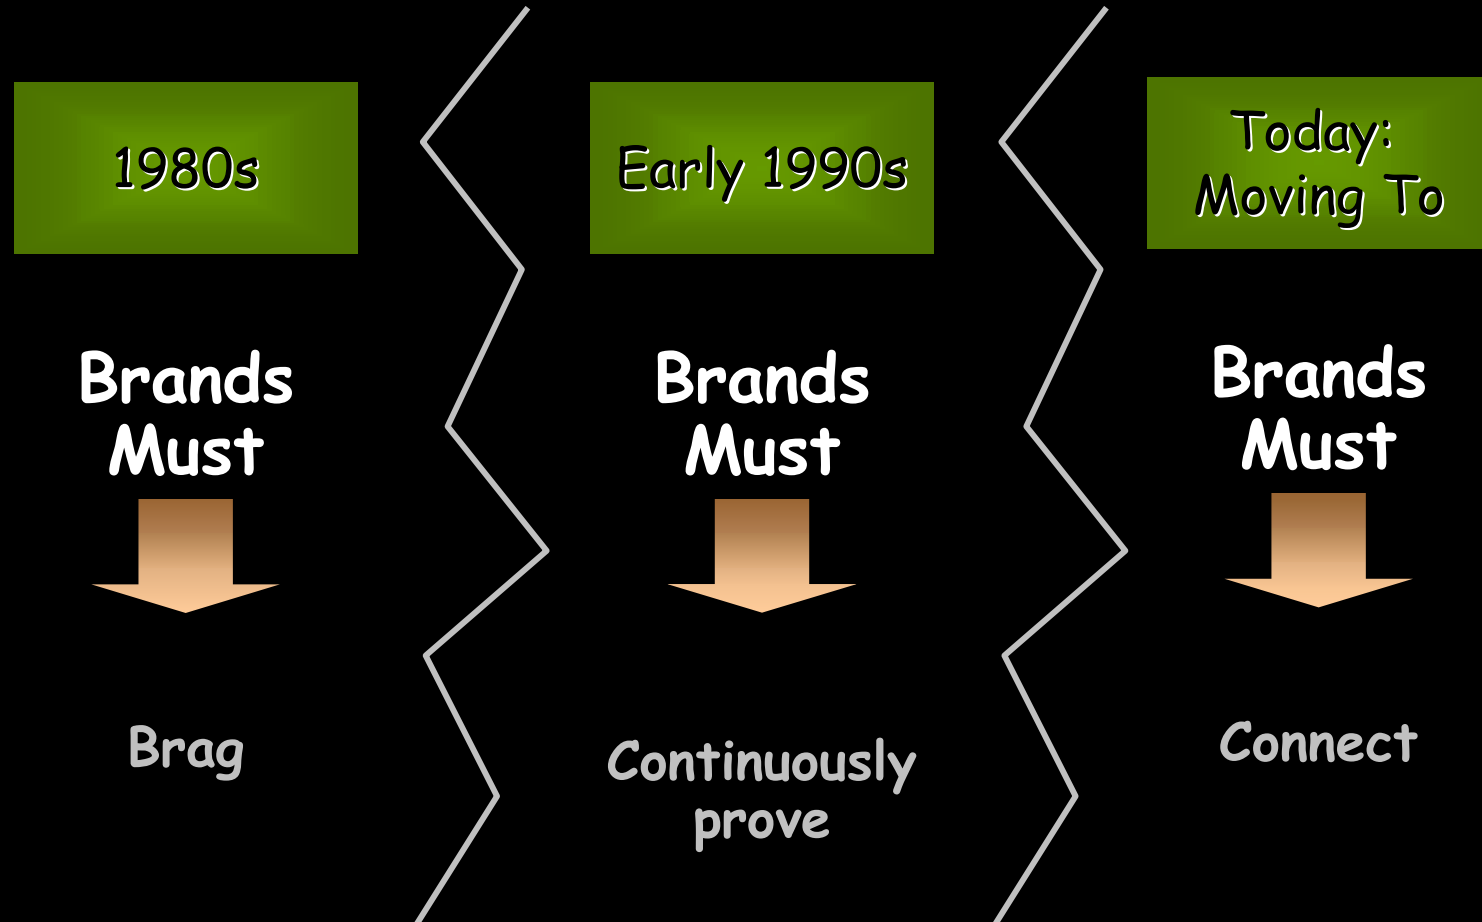 1980s
Brands
Must
Brag
Early 1990s
Brands
Must
Continuously
prove
Today:
Moving To
Brands
Must
Connect